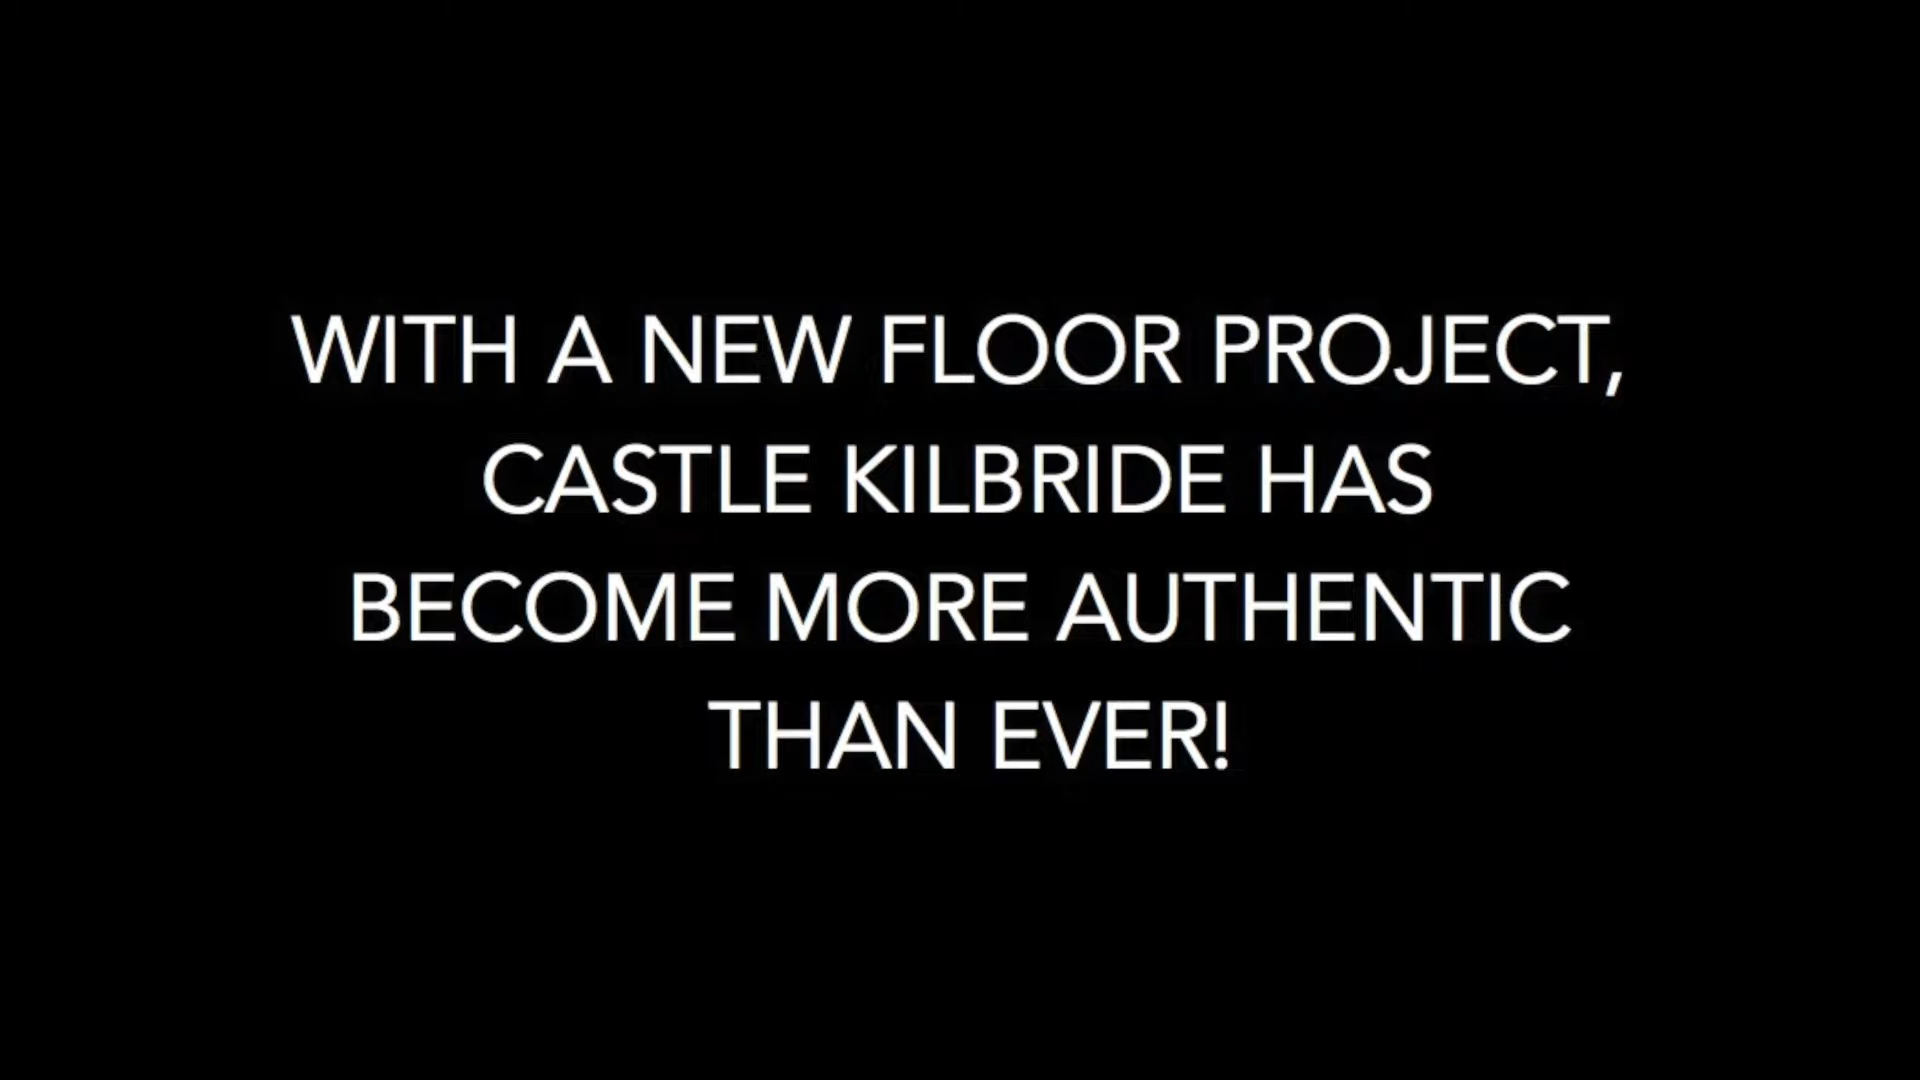 WITH A NEW FLOOR PROJECT,
CASTLE KILBRIDE HAS
BECOME MORE AUTHENTIC
THAN EVER!